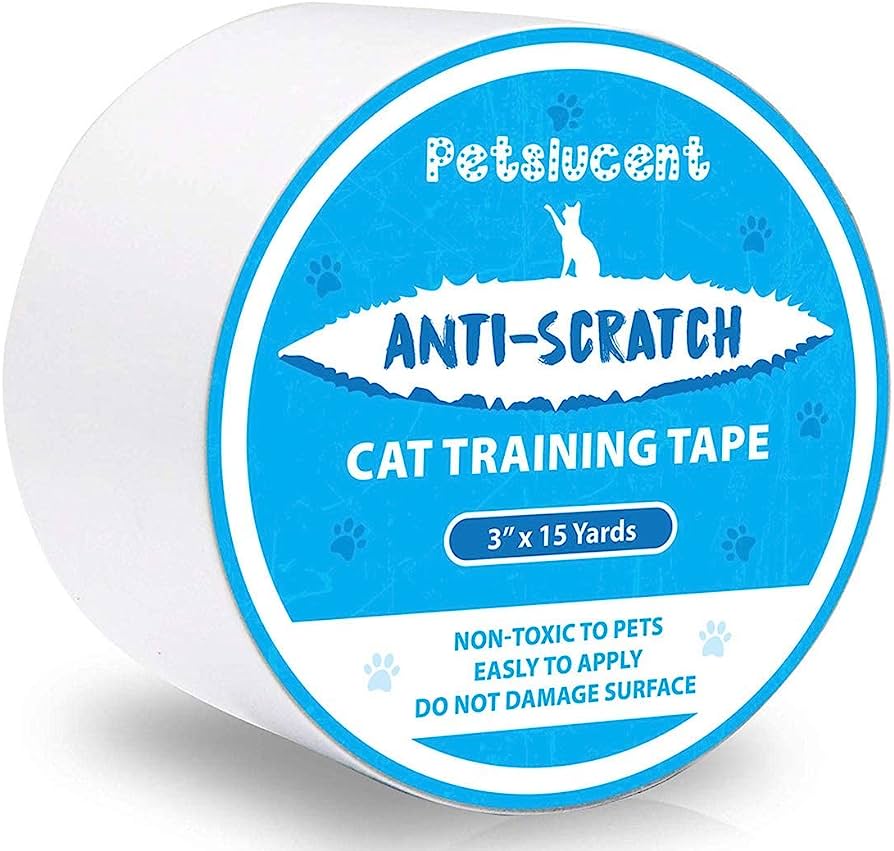 Petslucent
ANTI-SCRATCH
CAT TRAINING TAPE
3" x 15 Yards
NON-TOXIC TO PETS
EASLY TO APPLY
DO NOT DAMAGE SURFACE